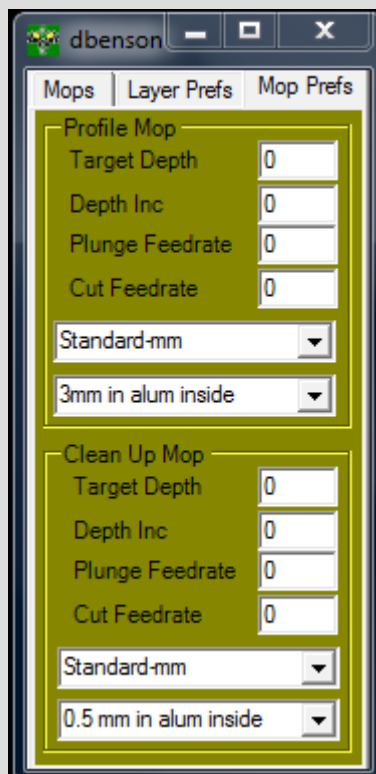 dbenson
Mops Layer Prefs Mop Prefs
Profile Mop
Target Depth 0
Depth Inc 0
Plunge Feedrate 0
Cut Feedrate 0
Standard-mm
3mm in alum inside
Clean Up Mop
Target Depth 0
Depth Inc 0
Plunge Feedrate 0
Cut Feedrate 0
Standard-mm
0.5 mm in alum inside